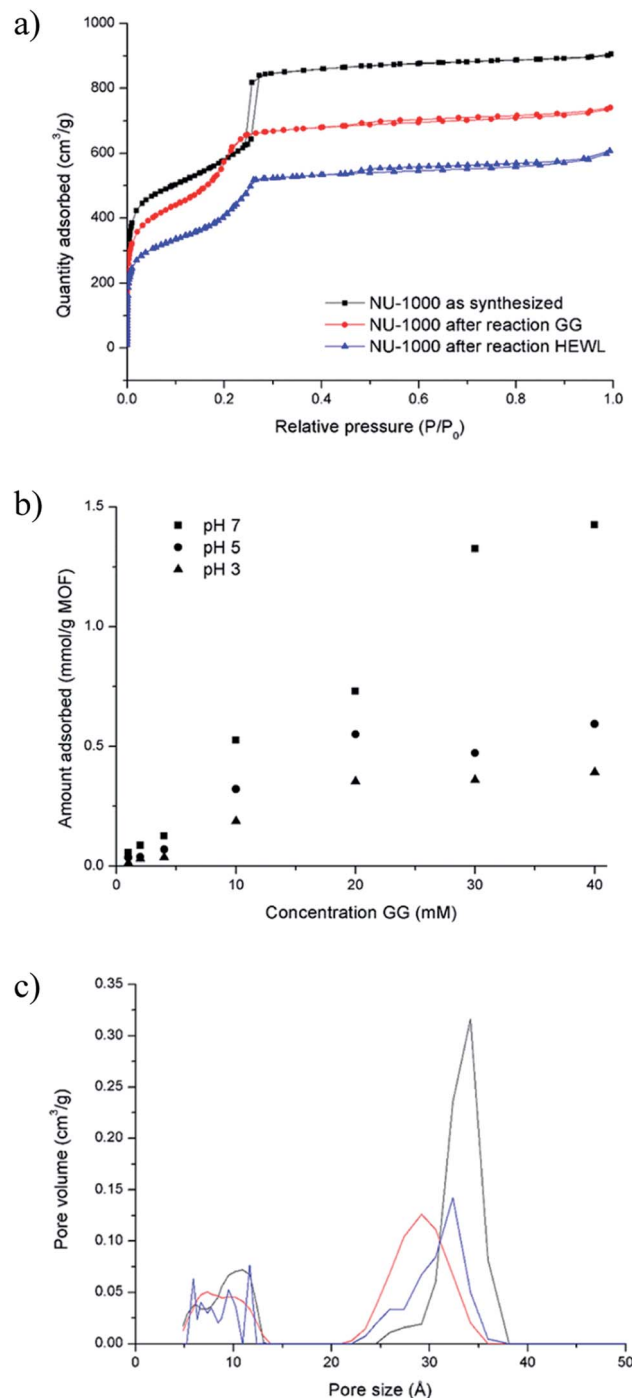 a)
1000
800
600
400
200
0
Quantity adsorbed (cm³/g)
NU-1000 as synthesized
NU-1000 after reaction GG
NU-1000 after reaction HEWL
0.0 0.2 0.4 0.6 0.8 1.0
Relative pressure (P/P₀)
b)
1.5
1.0
0.5
0.0
Amount adsorbed (mmol/g MOF)
pH 7
pH 5
pH 3
0 10 20 30 40
Concentration GG (mM)
c)
0.35
0.30
0.25
0.20
0.15
0.10
0.05
0.00
Pore volume (cm³/g)
0 10 20 30 40 50
Pore size (Å)